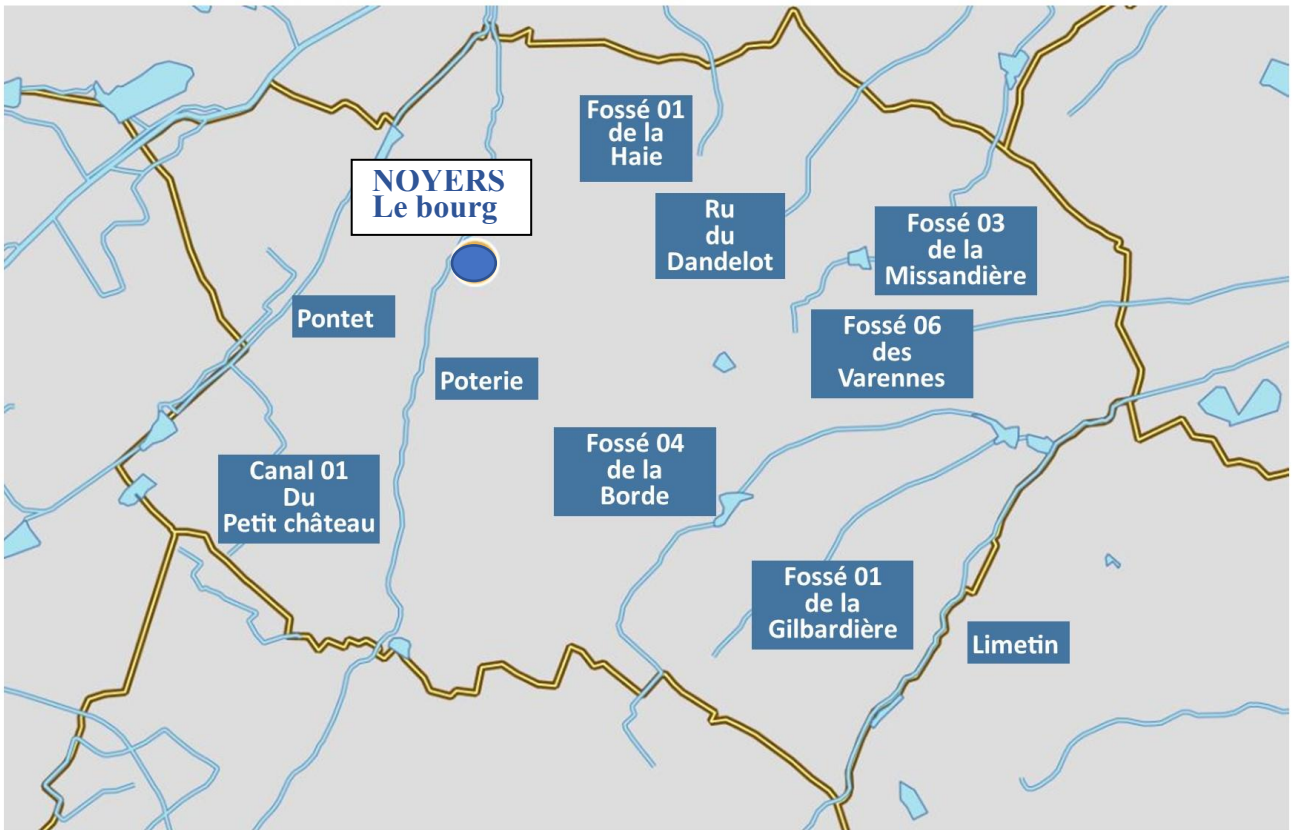 Fossé 01
de la
Haie
NOYERS
Le bourg
Ru
du
Dandelot
Fossé 03
de la
Missandière
Pontet
Fossé 06
des
Varennes
Poterie
Fossé 04
de la
Borde
Canal 01
Du
Petit château
Fossé 01
de la
Gilbardière
Limetin